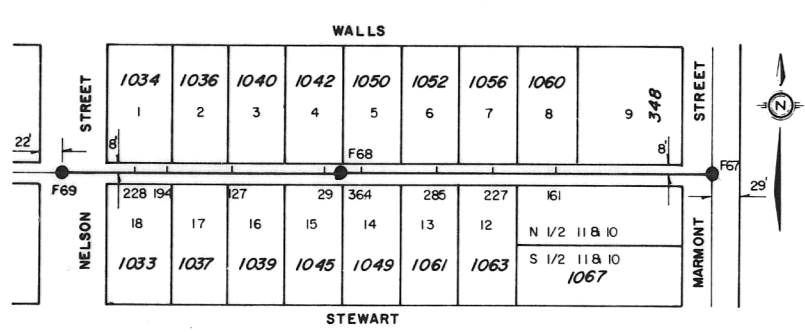 WALLS
1034 1036 1040 1042 1050 1052 1056 1060
1 2 3 4 5 6 7 8 9
348
STREET
STREET
22' 8' F68 8' F67
F69
228 194 127 29 364 285 227 161
29'
N
18 17 16 15 14 13 12 N 1/2 11 & 10
1033 1037 1039 1045 1049 1061 1063 S 1/2 11 & 10
1067
NELSON
MARMONT
STEWART